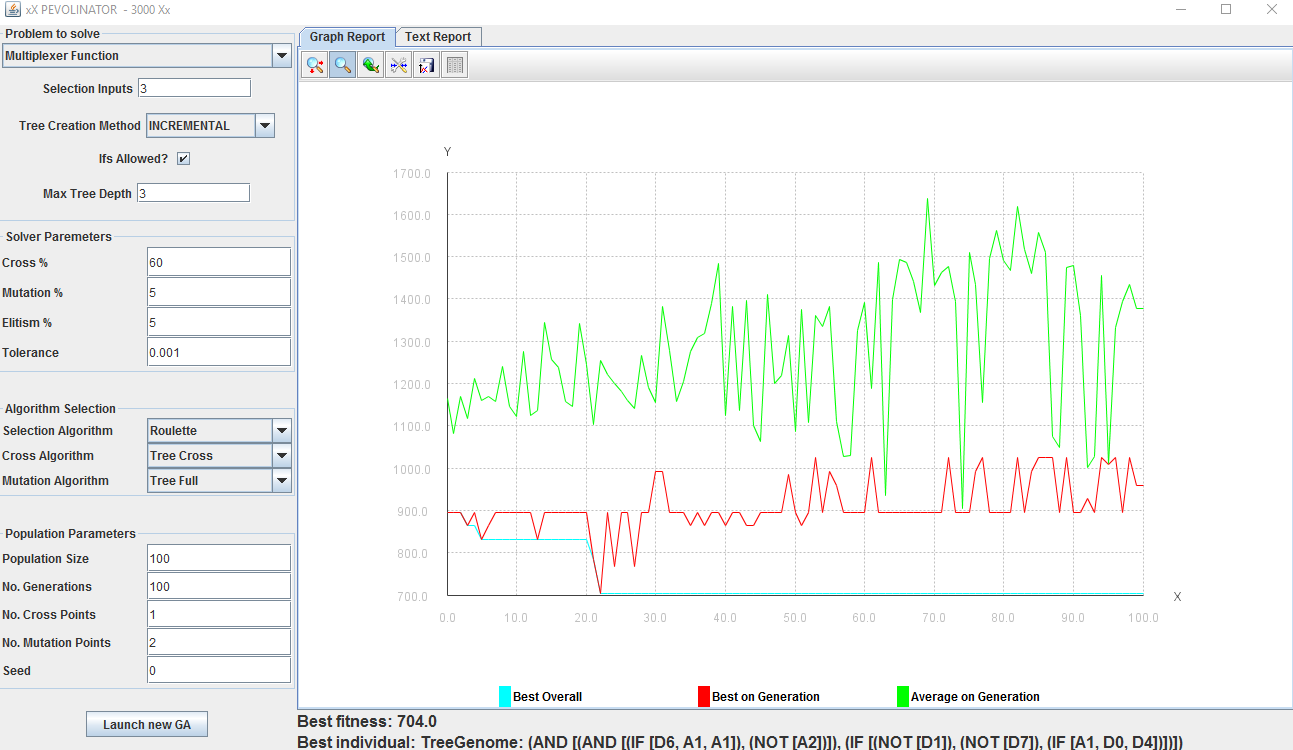 xX PEVOLINATOR - 3000 Xx
Problem to solve
Multiplexer Function
Selection Inputs 3
Tree Creation Method INCREMENTAL
Ifs Allowed?
Max Tree Depth 3
Solver Paremeters
Cross % 60
Mutation % 5
Elitism % 5
Tolerance 0.001
Algorithm Selection
Selection Algorithm Roulette
Cross Algorithm Tree Cross
Mutation Algorithm Tree Full
Population Parameters
Population Size 100
No. Generations 100
No. Cross Points 1
No. Mutation Points 2
Seed 0
Launch new GA
Graph Report Text Report
Y
1700.0
1600.0
1500.0
1400.0
1300.0
1200.0
1100.0
1000.0
900.0
800.0
700.0
X
0.0 10.0 20.0 30.0 40.0 50.0 60.0 70.0 80.0 90.0 100.0
Best Overall Best on Generation Average on Generation
Best fitness: 704.0
Best individual: TreeGenome: (AND [(AND [(IF [D6, A1, A1]), (NOT [A2])]), (IF [(NOT [D1]), (NOT [D7]), (IF [A1, D0, D4])])])